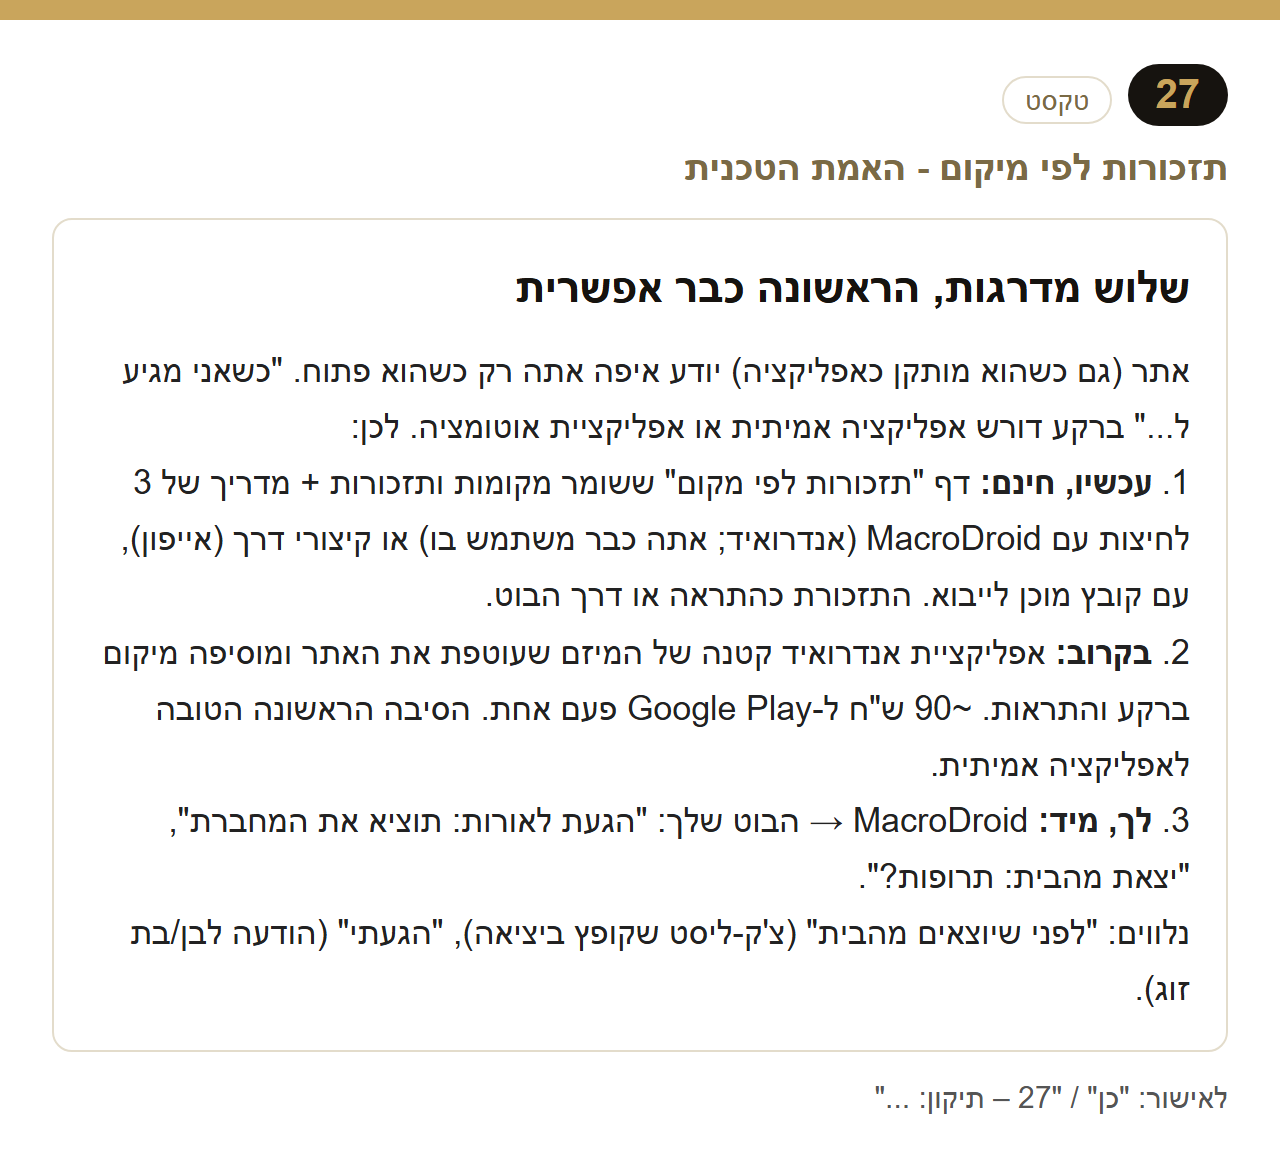 27
טקסט
תזכורות לפי מיקום - האמת הטכנית
שלוש מדרגות, הראשונה כבר אפשרית
אתר (גם כשהוא מותקן כאפליקציה) יודע איפה אתה רק כשהוא פתוח. "כשאני מגיע
ל..." ברקע דורש אפליקציה אמיתית או אפליקציית אוטומציה. לכן:
1. עכשיו, חינם: דף "תזכורות לפי מקום" ששומר מקומות ותזכורות + מדריך של 3
לחיצות עם MacroDroid (אנדרואיד; אתה כבר משתמש בו) או קיצורי דרך (אייפון),
עם קובץ מוכן לייבוא. התזכורת כהתראה או דרך הבוט.
2. בקרוב: אפליקציית אנדרואיד קטנה של המיזם שעוטפת את האתר ומוסיפה מיקום
ברקע והתראות. ~90 ש"ח ל-Google Play פעם אחת. הסיבה הראשונה הטובה
לאפליקציה אמיתית.
3. לך, מיד: MacroDroid → הבוט שלך: "הגעת לאורות: תוציא את המחברת",
"יצאת מהבית: תרופות?".
נלווים: "לפני שיוצאים מהבית" (צ'ק-ליסט שקופץ ביציאה), "הגעתי" (הודעה לבן/בת
זוג).
לאישור: "כן" / "27 – תיקון: ..."